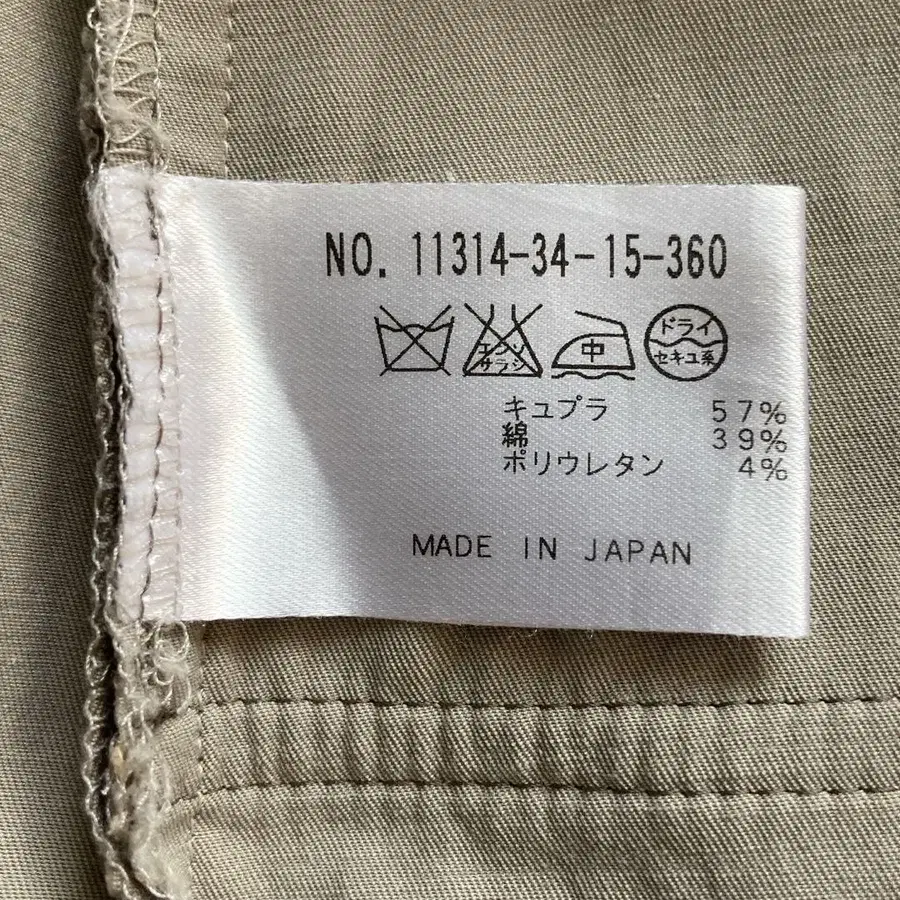 NO. 11314-34-15-360
エンソ
サラシ
中
ドライ
セキユ系
キュプラ 57%
綿 39%
ポリウレタン 4%
MADE IN JAPAN